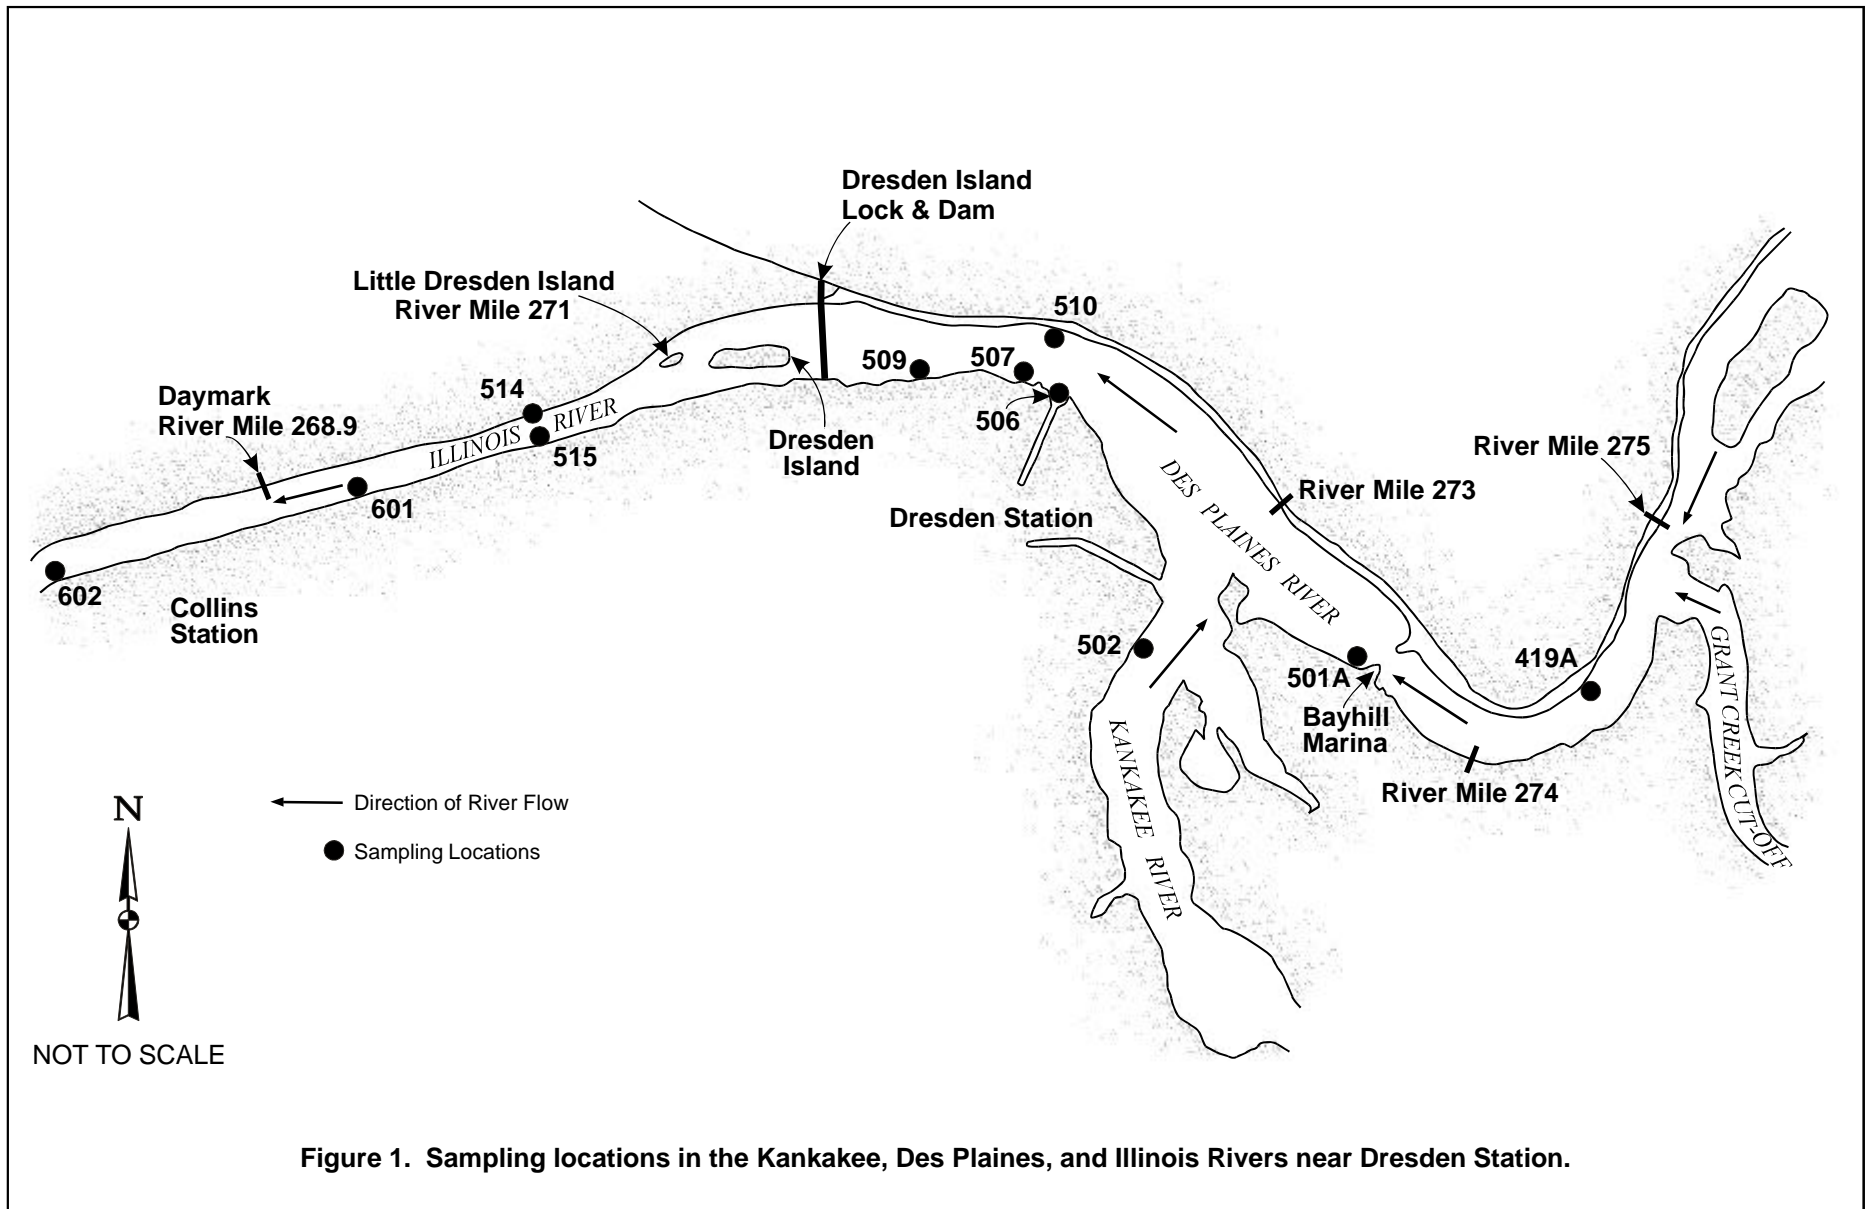 Dresden Island
Lock & Dam
Little Dresden Island
River Mile 271
510
509
507
514
Daymark
River Mile 268.9
506
ILLINOIS RIVER
515
Dresden
Island
River Mile 275
DES PLAINES RIVER
River Mile 273
601
Dresden Station
602
Collins
Station
502
501A
419A
GRANT CREEK CUT-OFF
Bayhill
Marina
KANKAKEE RIVER
River Mile 274
N
Direction of River Flow
Sampling Locations
NOT TO SCALE
Figure 1. Sampling locations in the Kankakee, Des Plaines, and Illinois Rivers near Dresden Station.